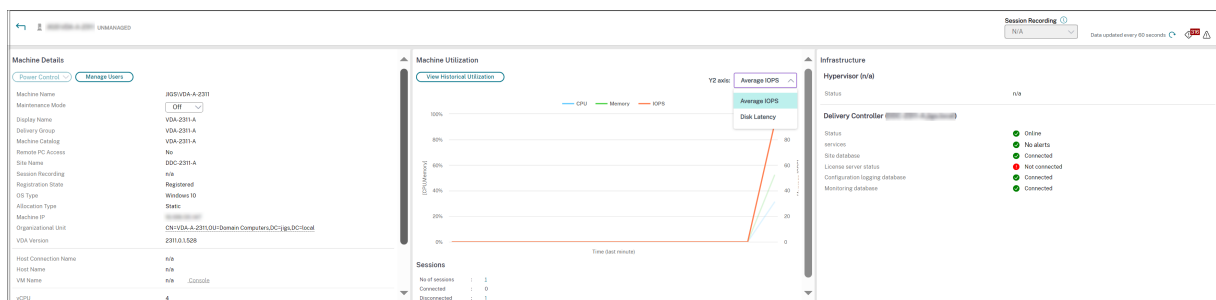 UNMANAGED
Session Recording
N/A
Data updated every 60 seconds
316
Machine Details
Power Control
Manage Users
Machine Name JIGS\VDA-A-2311
Maintenance Mode Off
Display Name VDA-2311-A
Delivery Group VDA-2311-A
Machine Catalog VDA-2311-A
Remote PC Access No
Site Name DDC-2311-A
Session Recording n/a
Registration State Registered
OS Type Windows 10
Allocation Type Static
Machine IP
Organizational Unit CN=VDA-A-2311,OU=Domain Computers,DC=jigs,DC=local
VDA Version 2311.0.1.528
Host Connection Name n/a
Host Name n/a
VM Name n/a Console
vCPU 4
Machine Utilization
View Historical Utilization
Y2 axis: Average IOPS
Average IOPS
Disk Latency
CPU Memory IOPS
100%
80% 80
60% 60
40% 40
20% 20
0% 0
(CPU,Memory)
Time (last minute)
Sessions
No of sessions : 1
Connected : 0
Disconnected : 1
Infrastructure
Hypervisor (n/a)
Status n/a
Delivery Controller
Status Online
services No alerts
Site database Connected
License server status Not connected
Configuration logging database Connected
Monitoring database Connected